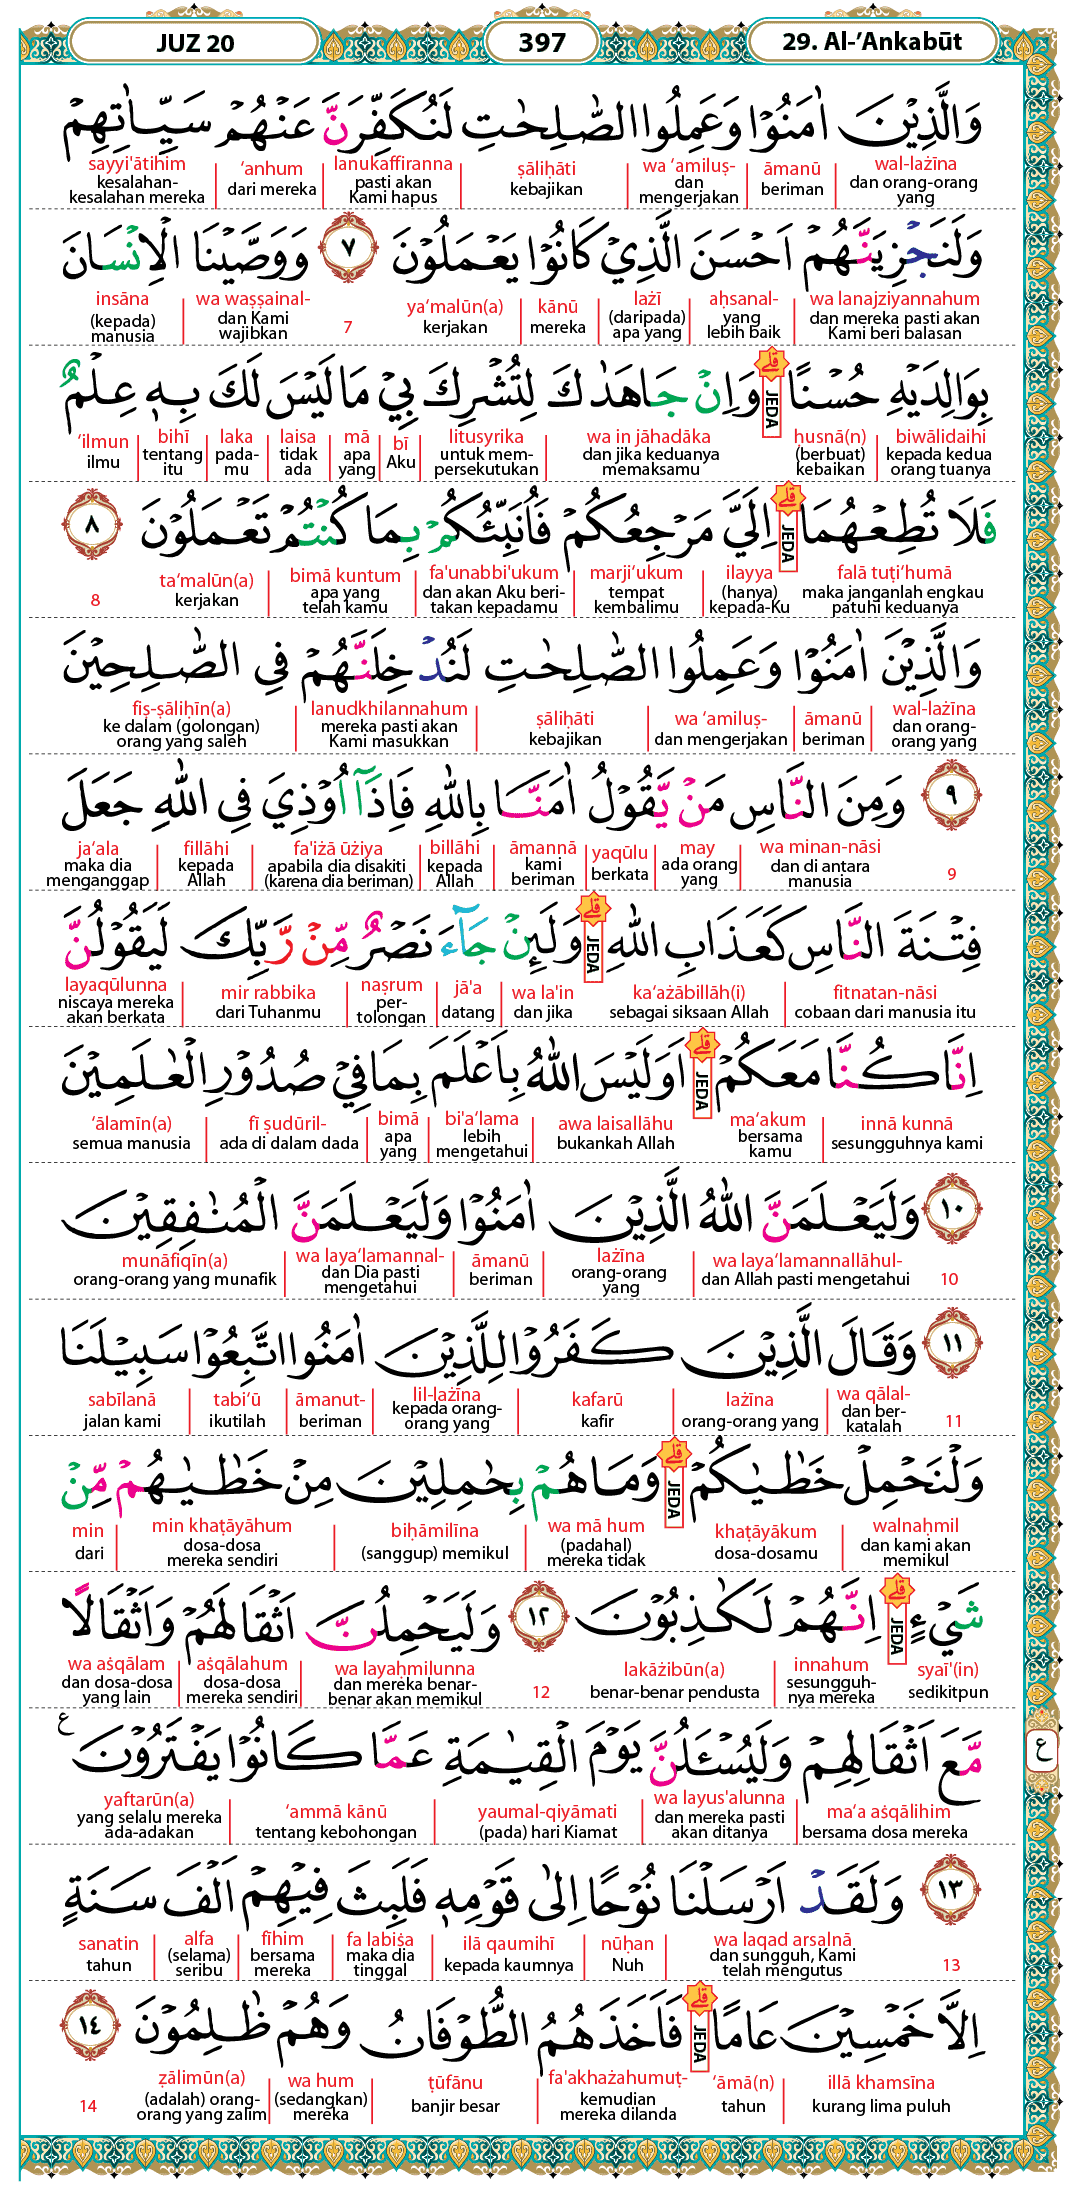 JUZ 20
397
29. Al-‘Ankabūt
وَالَّذِيْنَ اٰمَنُوْا وَعَمِلُوا الصّٰلِحٰتِ لَنُكَفِّرَنَّ عَنْهُمْ سَيِّاٰتِهِمْ
wal-lażīna āmanū wa ‘amiluṣ- ṣāliḥāti lanukaffiranna ‘anhum sayyi'ātihim
dan orang-orang beriman dan kebajikan pasti akan dari mereka kesalahan-
yang mengerjakan Kami hapus kesalahan mereka
وَلَنَجْزِيَنَّهُمْ اَحْسَنَ الَّذِيْ كَانُوْا يَعْمَلُوْنَ ٧ وَوَصَّيْنَا الْاِنْسَانَ
wa lanajziyannahum aḥsanal- lażī kānū ya‘malūn(a) 7 wa waṣṣainal- insāna
dan mereka pasti akan yang (daripada) mereka kerjakan dan Kami (kepada)
Kami beri balasan lebih baik apa yang wajibkan manusia
بِوَالِدَيْهِ حُسْنًا ۗ وَاِنْ جَاهَدٰكَ لِتُشْرِكَ بِيْ مَا لَيْسَ لَكَ بِهٖ عِلْمٌ
JEDA
biwālidaihi ḥusnā(n) wa in jāhadāka litusyrika bī mā laisa laka bihī ‘ilmun
kepada kedua (berbuat) dan jika keduanya untuk mem- Aku apa tidak pada- tentang ilmu
orang tuanya kebaikan memaksamu persekutukan yang ada mu itu
فَلَا تُطِعْهُمَا ۗ اِلَيَّ مَرْجِعُكُمْ فَاُنَبِّئُكُمْ بِمَا كُنْتُمْ تَعْمَلُوْنَ ٨
JEDA
falā tuṭi‘humā ilayya marji‘ukum fa'unabbi'ukum bimā kuntum ta‘malūn(a) 8
maka janganlah engkau (hanya) tempat dan akan Aku beri- apa yang kerjakan
patuhi keduanya kepada-Ku kembalimu takan kepadamu telah kamu
وَالَّذِيْنَ اٰمَنُوْا وَعَمِلُوا الصّٰلِحٰتِ لَنُدْخِلَنَّهُمْ فِى الصّٰلِحِيْنَ
wal-lażīna āmanū wa ‘amiluṣ- ṣāliḥāti lanudkhilannahum fiṣ-ṣāliḥīn(a)
dan orang- beriman dan mengerjakan kebajikan mereka pasti akan ke dalam (golongan)
orang yang Kami masukkan orang yang saleh
٩ وَمِنَ النَّاسِ مَنْ يَّقُوْلُ اٰمَنَّا بِاللّٰهِ فَاِذَآ اُوْذِيَ فِى اللّٰهِ جَعَلَ
9 wa minan-nāsi may yaqūlu āmannā billāhi fa'iżā ūżiya fillāhi ja‘ala
dan di antara ada orang berkata kami kepada apabila dia disakiti kepada maka dia
manusia yang beriman Allah (karena dia beriman) Allah menganggap
فِتْنَةَ النَّاسِ كَعَذَابِ اللّٰهِ ۗ وَلَىِٕنْ جَاۤءَ نَصْرٌ مِّنْ رَّبِّكَ لَيَقُوْلُنَّ
JEDA
fitnatan-nāsi ka‘ażābillāh(i) wa la'in jā'a naṣrum mir rabbika layaqūlunna
cobaan dari manusia itu sebagai siksaan Allah dan jika datang per- dari Tuhanmu niscaya mereka
tolongan akan berkata
اِنَّا كُنَّا مَعَكُمْ ۗ اَوَلَيْسَ اللّٰهُ بِاَعْلَمَ بِمَا فِيْ صُدُوْرِ الْعٰلَمِيْنَ
JEDA
innā kunnā ma‘akum awa laisallāhu bi'a‘lama bimā fī ṣudūril- ‘ālamīn(a)
sesungguhnya kami bersama bukankah Allah lebih apa ada di dalam dada semua manusia
kamu mengetahui yang
١٠ وَلَيَعْلَمَنَّ اللّٰهُ الَّذِيْنَ اٰمَنُوْا وَلَيَعْلَمَنَّ الْمُنٰفِقِيْنَ
10 wa laya‘lamannallāhul- lażīna āmanū wa laya‘lamannal- munāfiqīn(a)
dan Allah pasti mengetahui orang-orang beriman dan Dia pasti orang-orang yang munafik
yang mengetahui
١١ وَقَالَ الَّذِيْنَ كَفَرُوْا لِلَّذِيْنَ اٰمَنُوا اتَّبِعُوْا سَبِيْلَنَا
11 wa qālal- lażīna kafarū lil-lażīna āmanut- tabi‘ū sabīlanā
dan ber- orang-orang yang kafir kepada orang- beriman ikutilah jalan kami
katalah orang yang
وَلْنَحْمِلْ خَطٰيٰكُمْ ۗ وَمَا هُمْ بِحٰمِلِيْنَ مِنْ خَطٰيٰهُمْ مِّنْ
JEDA
walnaḥmil khaṭāyākum wa mā hum biḥāmilīna min khaṭāyāhum min
dan kami akan dosa-dosamu (padahal) (sanggup) memikul dosa-dosa dari
memikul mereka tidak mereka sendiri
شَيْءٍ ۗ اِنَّهُمْ لَكٰذِبُوْنَ ١٢ وَلَيَحْمِلُنَّ اَثْقَالَهُمْ وَاَثْقَالًا
JEDA
syai'(in) innahum lakāżibūn(a) 12 wa layaḥmilunna aṡqālahum wa aṡqālam
sedikitpun sesungguh- benar-benar pendusta dan mereka benar- dosa-dosa dan dosa-dosa
nya mereka benar akan memikul mereka sendiri yang lain
مَّعَ اَثْقَالِهِمْ وَلَيُسْـَٔلُنَّ يَوْمَ الْقِيٰمَةِ عَمَّا كَانُوْا يَفْتَرُوْنَ ع
ع
ma‘a aṡqālihim wa layus'alunna yaumal-qiyāmati ‘ammā kānū yaftarūn(a)
bersama dosa mereka dan mereka pasti (pada) hari Kiamat tentang kebohongan yang selalu mereka
akan ditanya ada-adakan
١٣ وَلَقَدْ اَرْسَلْنَا نُوْحًا اِلٰى قَوْمِهٖ فَلَبِثَ فِيْهِمْ اَلْفَ سَنَةٍ
13 wa laqad arsalnā nūḥan ilā qaumihī fa labiṡa fīhim alfa sanatin
dan sungguh, Kami Nuh kepada kaumnya maka dia bersama (selama) tahun
telah mengutus tinggal mereka seribu
اِلَّا خَمْسِيْنَ عَامًا ۗ فَاَخَذَهُمُ الطُّوْفَانُ وَهُمْ ظٰلِمُوْنَ ١٤
JEDA
illā khamsīna ‘āmā(n) fa'akhażahumuṭ- ṭūfānu wa hum ẓālimūn(a) 14
kurang lima puluh tahun kemudian banjir besar (sedangkan) (adalah) orang-
mereka dilanda mereka orang yang zalim